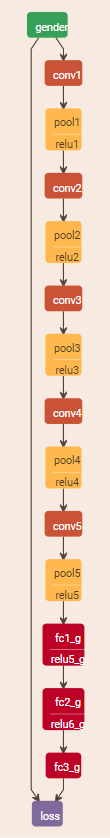 gender
conv1
pool1
relu1
conv2
pool2
relu2
conv3
pool3
relu3
conv4
pool4
relu4
conv5
pool5
relu5
fc1_g
relu5_g
fc2_g
relu6_g
fc3_g
loss